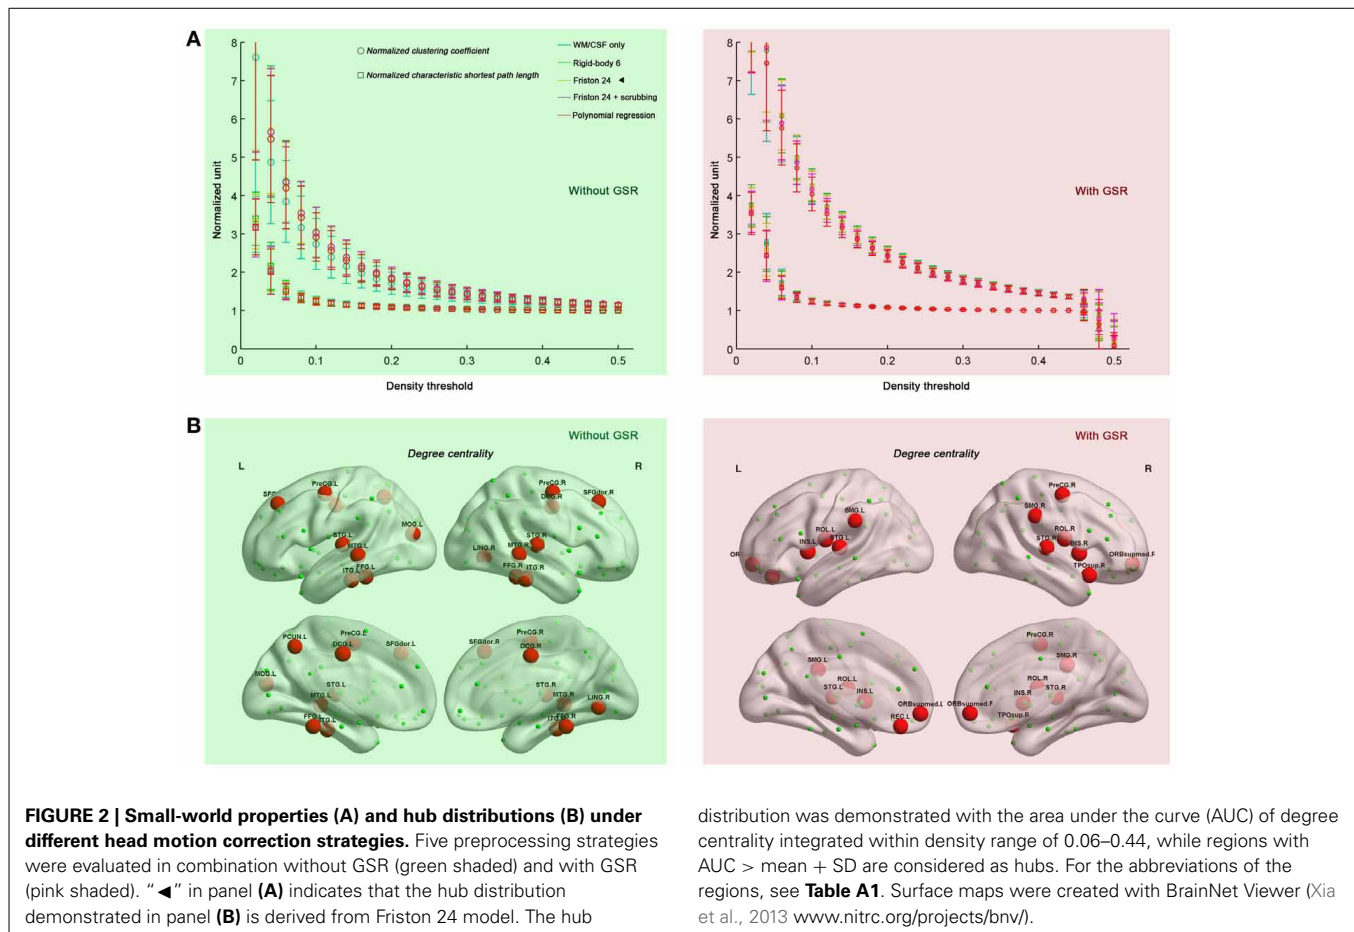 A
8
7
6
5
4
3
2
1
0
Normalized unit
0
0.1
0.2
0.3
0.4
0.5
Density threshold
Normalized clustering coefficient
Normalized characteristic shortest path length
WM/CSF only
Rigid-body 6
Friston 24 ◄
Friston 24 + scrubbing
Polynomial regression
Without GSR
8
7
6
5
4
3
2
1
0
Normalized unit
0
0.1
0.2
0.3
0.4
0.5
Density threshold
With GSR
B
Without GSR
Degree centrality
L
R
PreCG.L
MOG.L
STG.L
MTG.L
FFG.L
ITG.L
PreCG.R
DCG.R
SFGdor.R
STG.R
MTG.R
LING.R
FFG.R
ITG.R
PCUN.L
PreCG.L
DCG.L
SFGdor.L
MOG.L
STG.L
MTG.L
FFG.L
ITG.L
SFGdor.R
PreCG.R
DCG.R
STG.R
MTG.R
LING.R
With GSR
Degree centrality
L
R
SMG.L
ROL.L
INS.L
STG.L
PreCG.R
SMG.R
ROL.R
STG.R
INS.R
ORBsupmed.R
TPOsup.R
SMG.L
ROL.L
STG.L
INS.L
ORBsupmed.L
REC.L
PreCG.R
SMG.R
ROL.R
INS.R
STG.R
ORBsupmed.R
TPOsup.R
FIGURE 2 | Small-world properties (A) and hub distributions (B) under
different head motion correction strategies. Five preprocessing strategies
were evaluated in combination without GSR (green shaded) and with GSR
(pink shaded). “◄” in panel (A) indicates that the hub distribution
demonstrated in panel (B) is derived from Friston 24 model. The hub
distribution was demonstrated with the area under the curve (AUC) of degree
centrality integrated within density range of 0.06–0.44, while regions with
AUC > mean + SD are considered as hubs. For the abbreviations of the
regions, see Table A1. Surface maps were created with BrainNet Viewer (Xia
et al., 2013 www.nitrc.org/projects/bnv/).